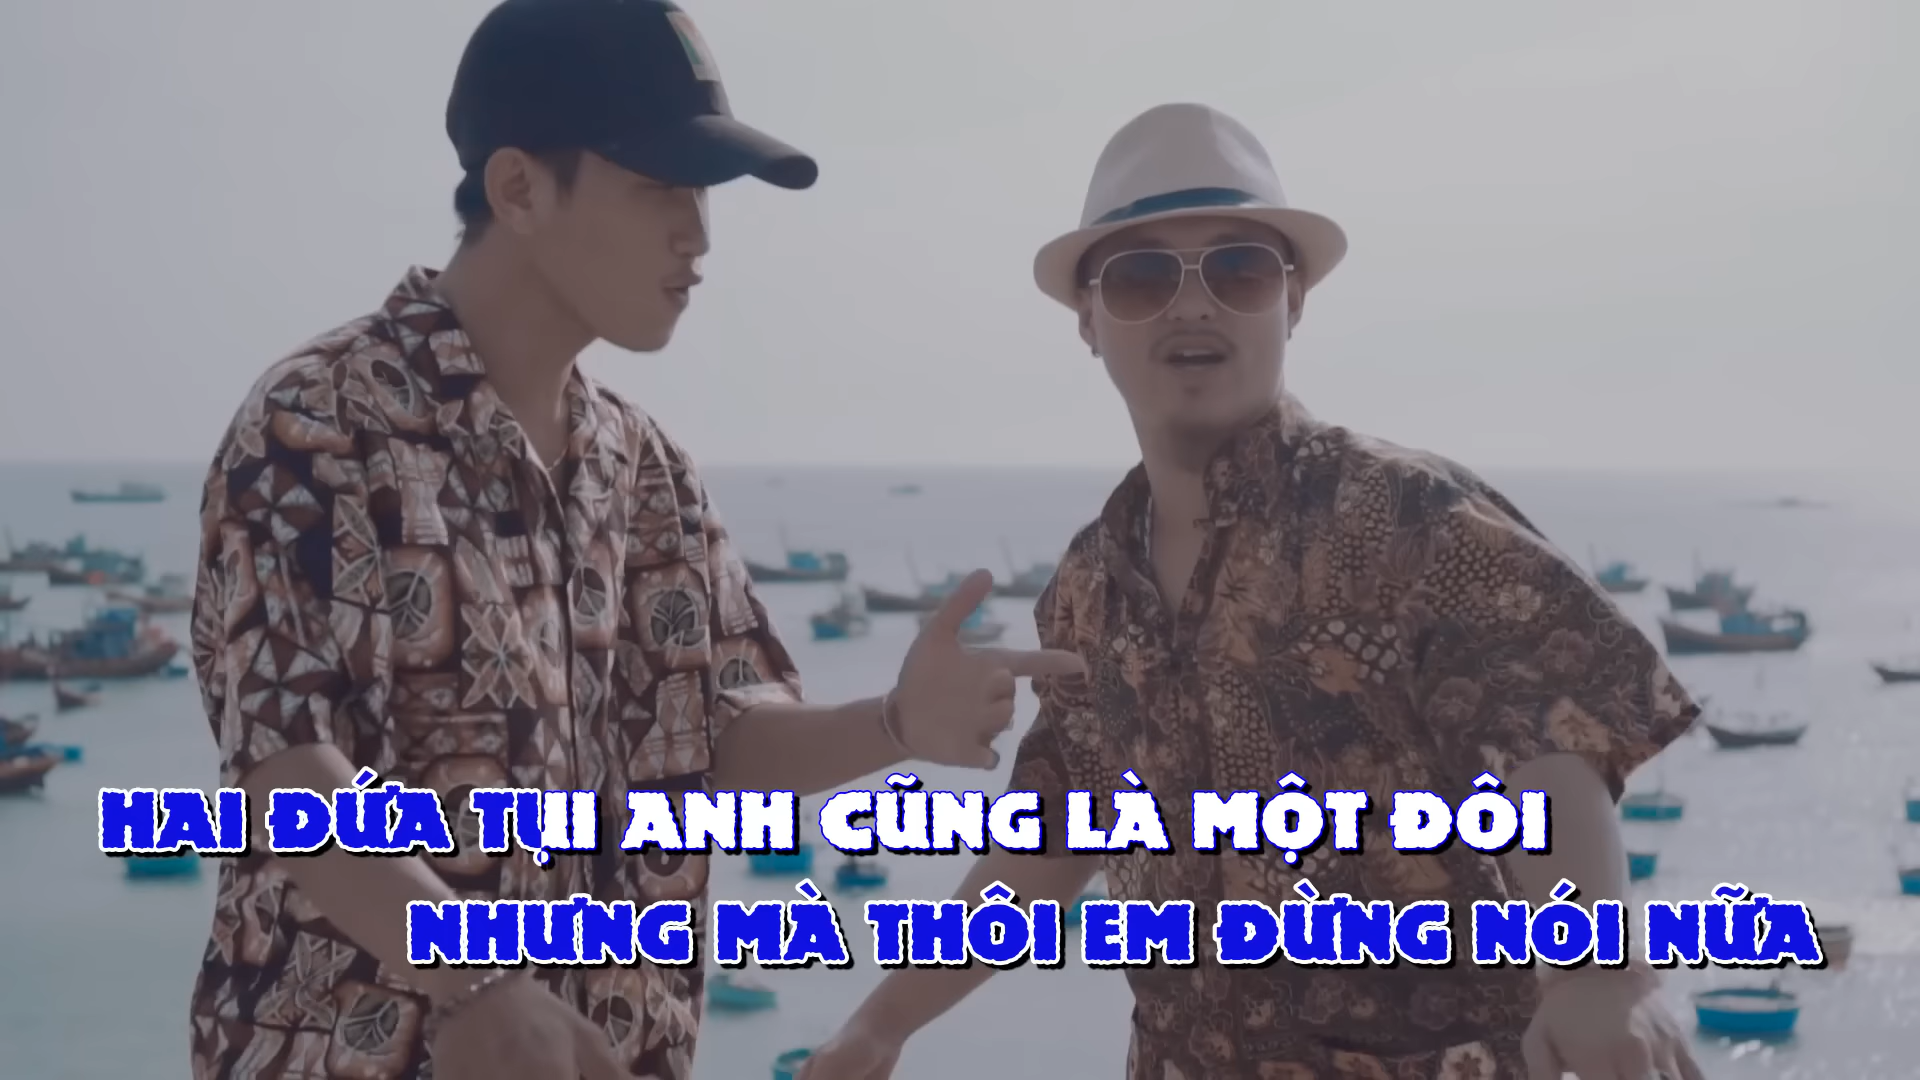 HAI ĐỨA TỤI ANH CŨNG LÀ MỘT ĐÔI
NHƯNG MÀ THÔI EM ĐỪNG NÓI NỮA